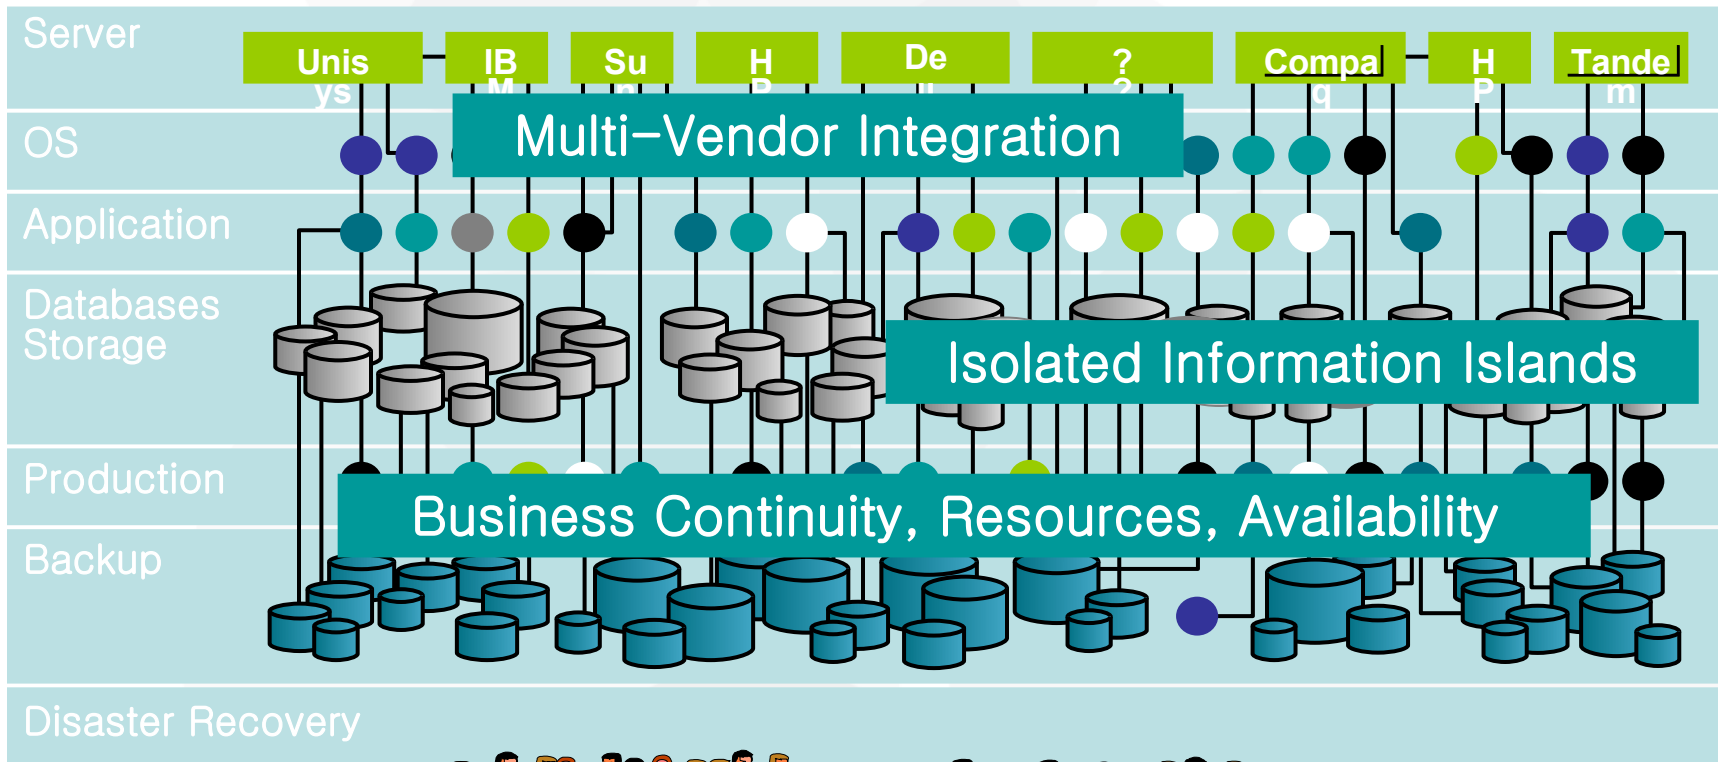 Server
Unis
ys
IB
M
Su
n
H
P
De
ll
?
?
Compa
q
H
P
Tande
m
OS
Multi-Vendor Integration
Application
Databases
Storage
Isolated Information Islands
Production
Business Continuity, Resources, Availability
Backup
Disaster Recovery